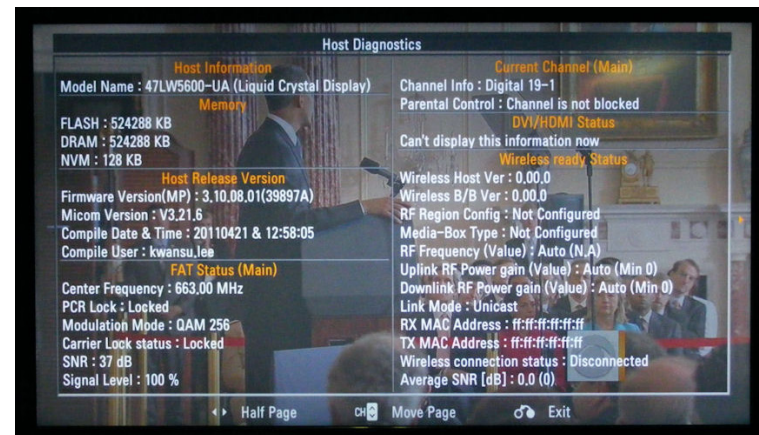 Host Diagnostics
Host Information
Model Name : 47LW5600-UA (Liquid Crystal Display)
Memory
FLASH : 524288 KB
DRAM : 524288 KB
NVM : 128 KB
Host Release Version
Firmware Version(MP) : 3.10.08.01(39897A)
Micom Version : V3.21.6
Compile Date & Time : 20110421 & 12:58:05
Compile User : kwansu.lee
FAT Status (Main)
Center Frequency : 663.00 MHz
PCR Lock : Locked
Modulation Mode : QAM 256
Carrier Lock status : Locked
SNR : 37 dB
Signal Level : 100 %
Current Channel (Main)
Channel Info : Digital 19-1
Parental Control : Channel is not blocked
DVI/HDMI Status
Can't display this information now
Wireless ready Status
Wireless Host Ver : 0.00.0
Wireless B/B Ver : 0.00.0
RF Region Config : Not Configured
Media-Box Type : Not Configured
RF Frequency (Value) : Auto (N.A)
Uplink RF Power gain (Value) : Auto (Min 0)
Downlink RF Power gain (Value) : Auto (Min 0)
Link Mode : Unicast
RX MAC Address : ff:ff:ff:ff:ff:ff
TX MAC Address : ff:ff:ff:ff:ff:ff
Wireless connection status : Disconnected
Average SNR [dB] : 0.0 (0)
Half Page CH Move Page Exit